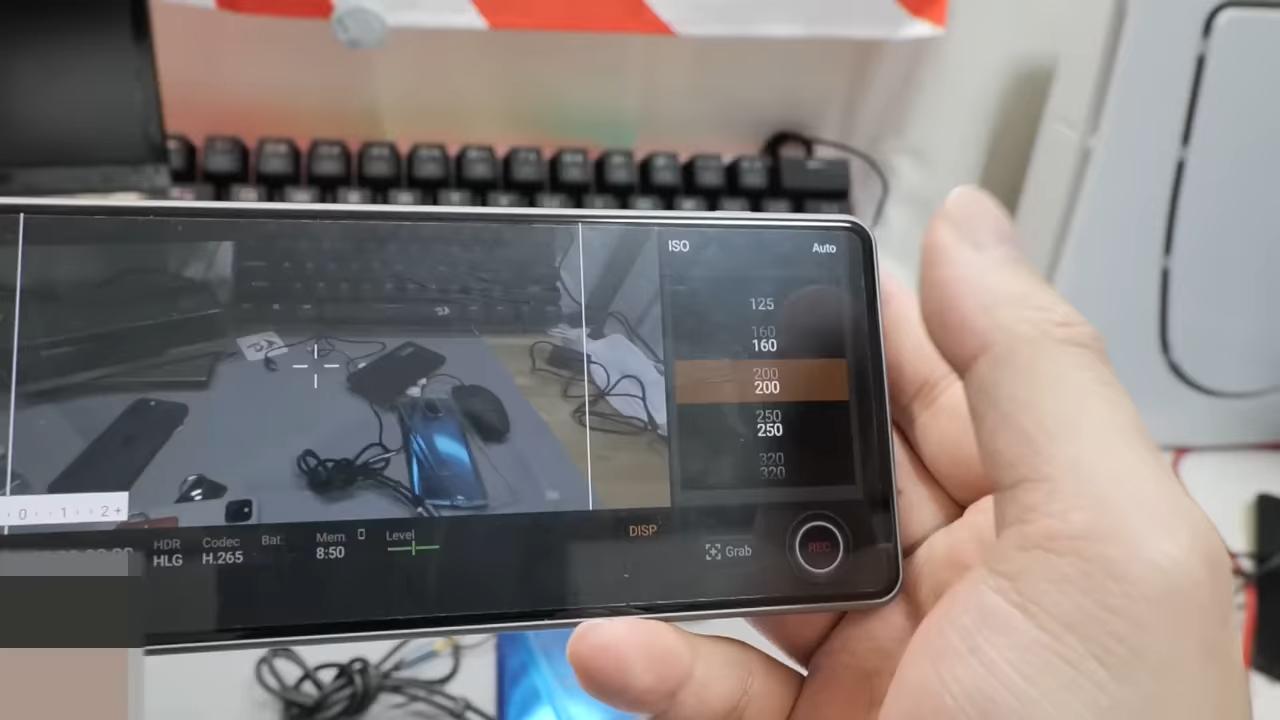 ISO
Auto
125
160
160
200
200
250
250
320
320
0 · · 1 · · 2+
DISP
HDR
HLG
Codec
H.265
Bat.
Mem
8:50
Level
Grab
REC